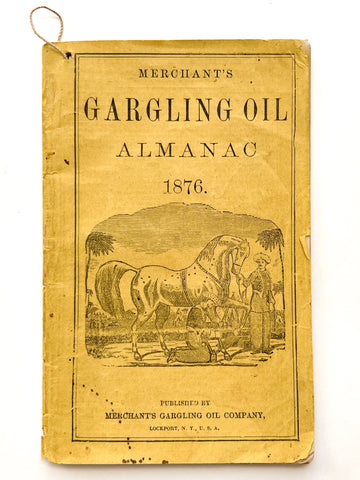 MERCHANT'S
GARGLING OIL
ALMANAC
1876.
PUBLISHED BY
MERCHANT'S GARGLING OIL COMPANY,
LOCKPORT, N. Y., U. S. A.